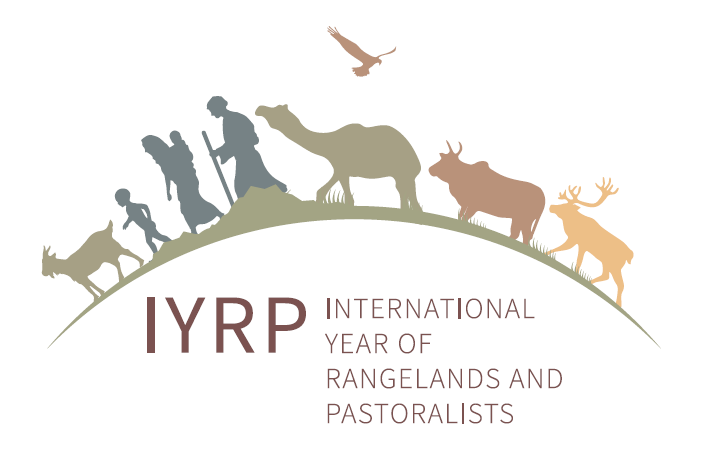 IYRP
INTERNATIONAL
YEAR OF
RANGELANDS AND
PASTORALISTS